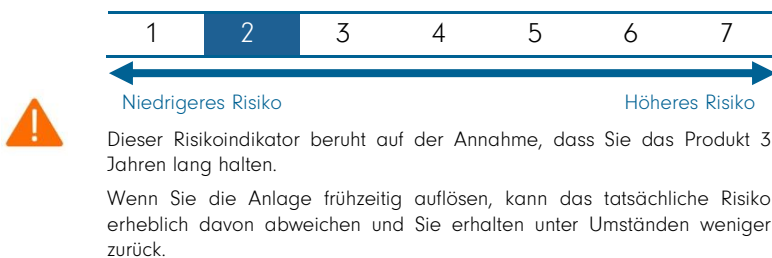 1 2 3 4 5 6 7
Niedrigeres Risiko Höheres Risiko
Dieser Risikoindikator beruht auf der Annahme, dass Sie das Produkt 3
Jahren lang halten.
Wenn Sie die Anlage frühzeitig auflösen, kann das tatsächliche Risiko
erheblich davon abweichen und Sie erhalten unter Umständen weniger
zurück.